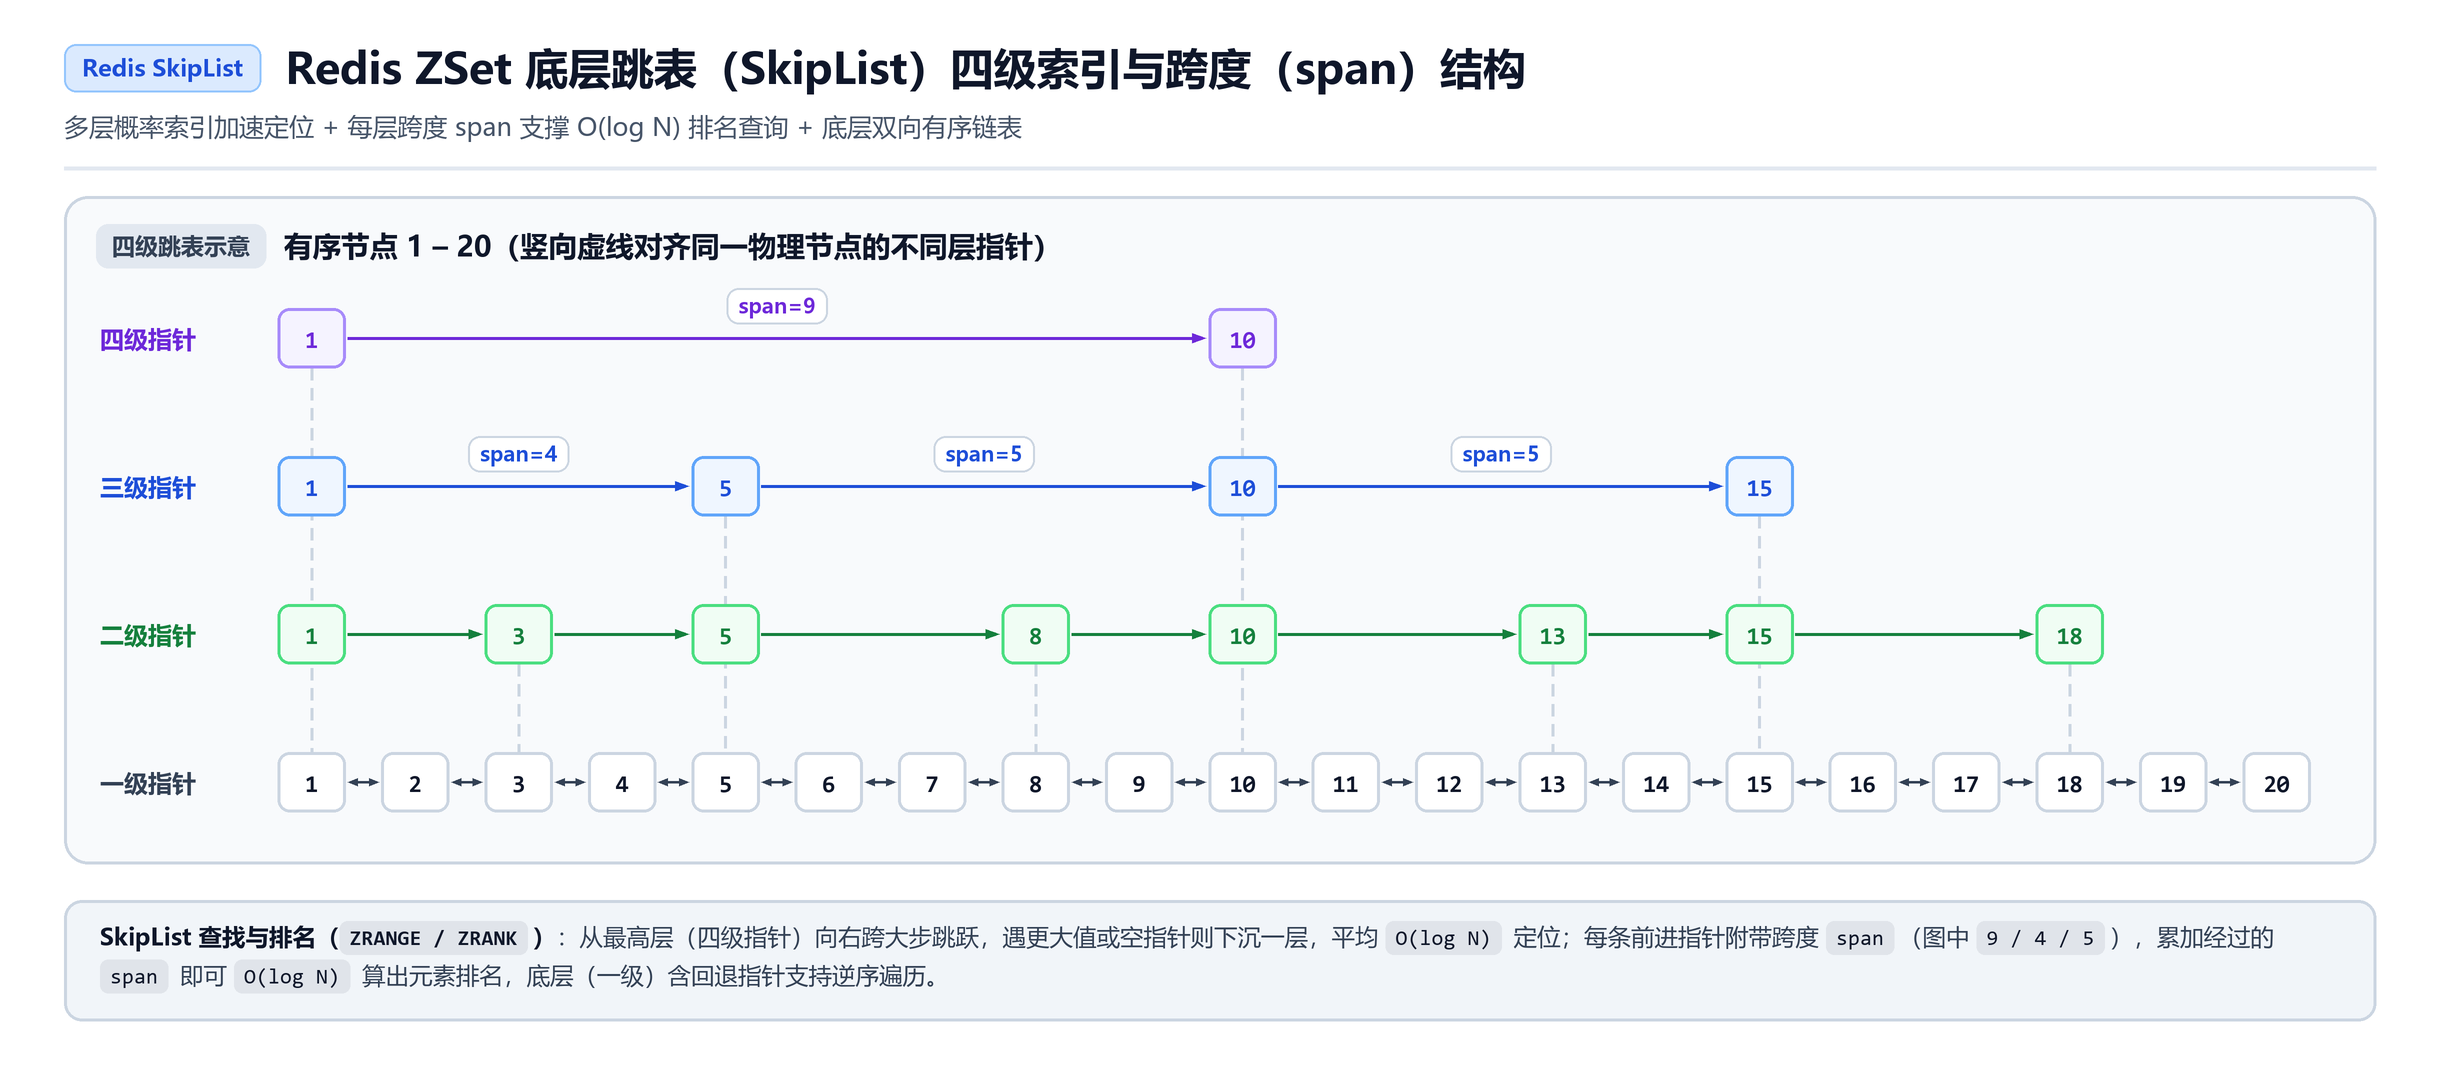 Redis SkipList
Redis ZSet 底层跳表（SkipList）四级索引与跨度（span）结构
多层概率索引加速定位 + 每层跨度 span 支撑 O(log N) 排名查询 + 底层双向有序链表
四级跳表示意 有序节点 1 – 20（竖向虚线对齐同一物理节点的不同层指针）
span=9
四级指针 1 10
span=4 span=5 span=5
三级指针 1 5 10 15
二级指针 1 3 5 8 10 13 15 18
一级指针 1 2 3 4 5 6 7 8 9 10 11 12 13 14 15 16 17 18 19 20
SkipList 查找与排名（ZRANGE / ZRANK）：从最高层（四级指针）向右跨大步跳跃，遇更大值或空指针则下沉一层，平均 O(log N) 定位；每条前进指针附带跨度 span （图中 9 / 4 / 5），累加经过的
span 即可 O(log N) 算出元素排名，底层（一级）含回退指针支持逆序遍历。